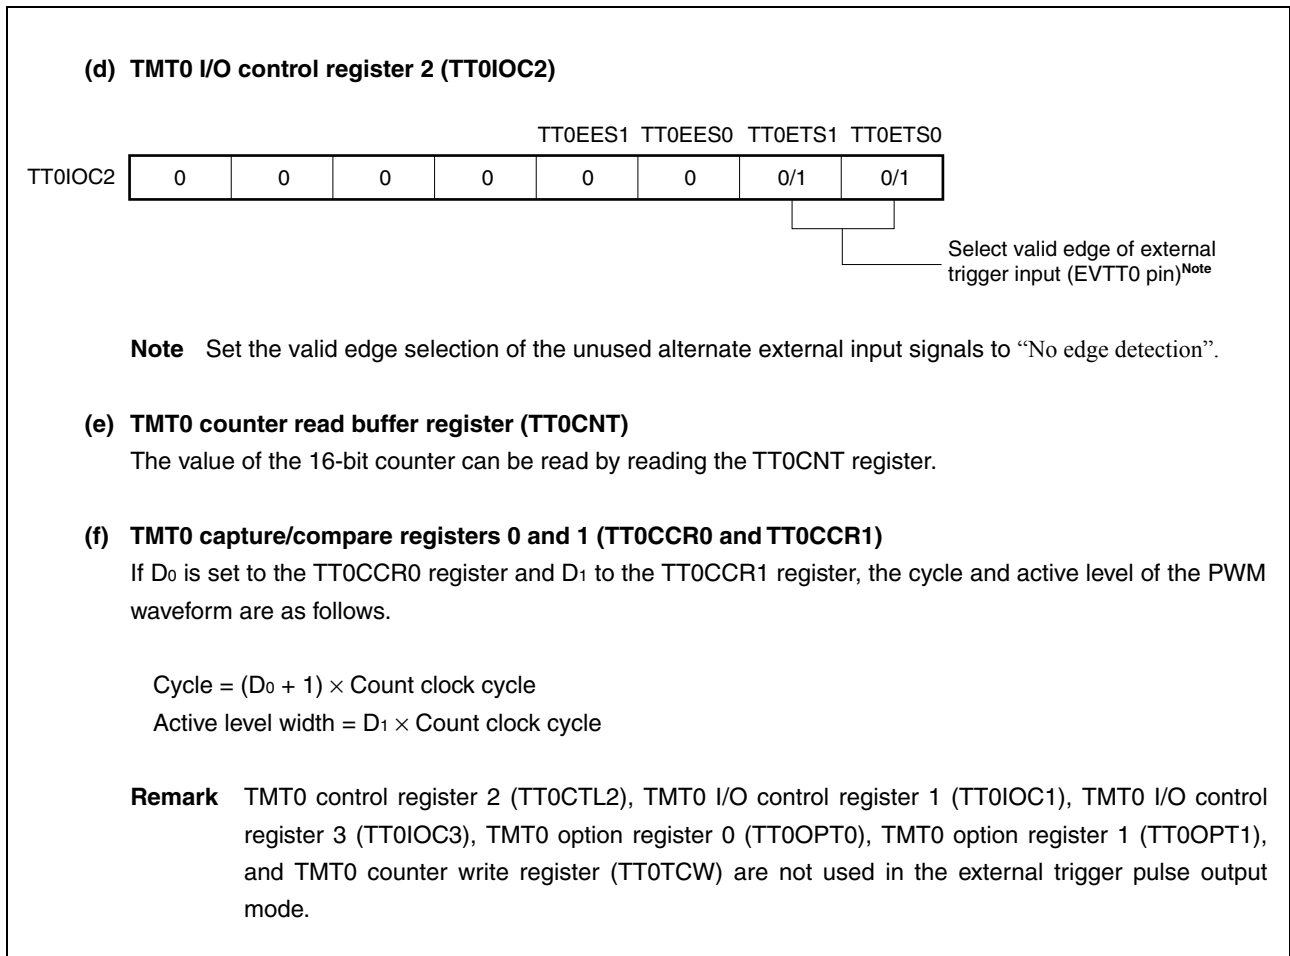 (d) TMT0 I/O control register 2 (TT0IOC2)
TT0EES1 TT0EES0 TT0ETS1 TT0ETS0
TT0IOC2 0 0 0 0 0 0 0/1 0/1
Select valid edge of external
trigger input (EVTT0 pin)Note
Note Set the valid edge selection of the unused alternate external input signals to “No edge detection”.
(e) TMT0 counter read buffer register (TT0CNT)
The value of the 16-bit counter can be read by reading the TT0CNT register.
(f) TMT0 capture/compare registers 0 and 1 (TT0CCR0 and TT0CCR1)
If D0 is set to the TT0CCR0 register and D1 to the TT0CCR1 register, the cycle and active level of the PWM
waveform are as follows.
Cycle = (D0 + 1) × Count clock cycle
Active level width = D1 × Count clock cycle
Remark TMT0 control register 2 (TT0CTL2), TMT0 I/O control register 1 (TT0IOC1), TMT0 I/O control
register 3 (TT0IOC3), TMT0 option register 0 (TT0OPT0), TMT0 option register 1 (TT0OPT1),
and TMT0 counter write register (TT0TCW) are not used in the external trigger pulse output
mode.